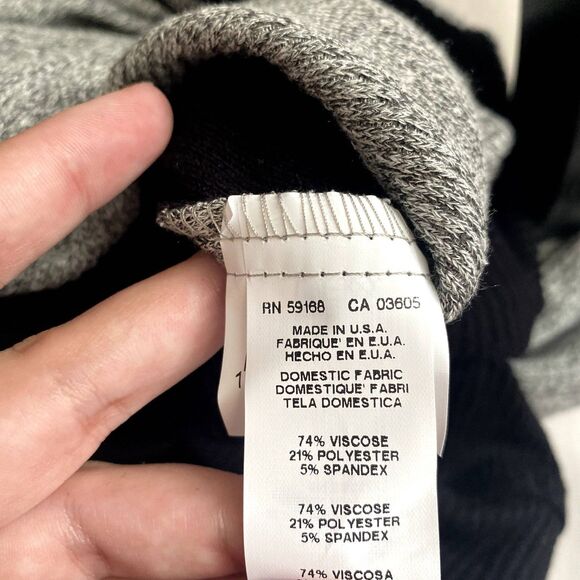 RN 59168 CA 03605
MADE IN U.S.A.
FABRIQUE' EN E.U.A.
HECHO EN E.U.A.
DOMESTIC FABRIC
DOMESTIQUE' FABRI
TELA DOMESTICA
74% VISCOSE
21% POLYESTER
5% SPANDEX
74% VISCOSE
21% POLYESTER
5% SPANDEX
74% VISCOSA